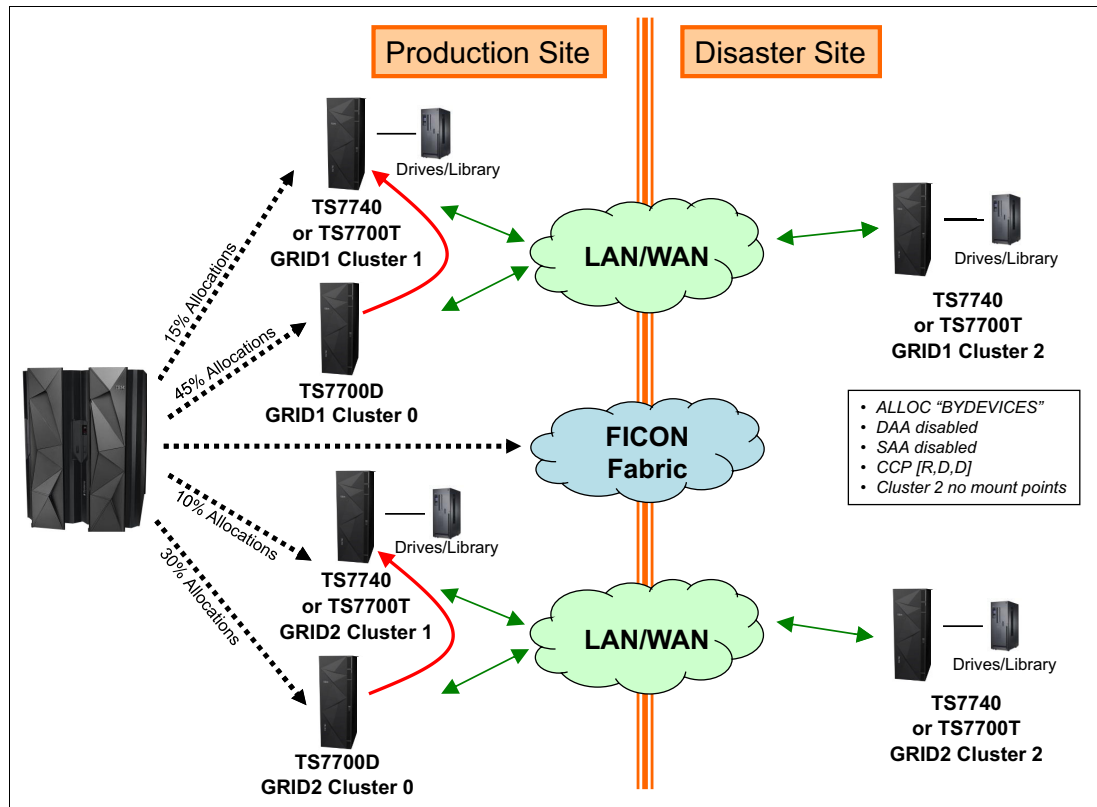 Production Site
Disaster Site
Drives/Library
TS7740
or TS7700T
GRID1 Cluster 1
15% Allocations
45% Allocations
TS7700D
GRID1 Cluster 0
LAN/WAN
Drives/Library
TS7740
or TS7700T
GRID1 Cluster 2
FICON
Fabric
• ALLOC “BYDEVICES”
• DAA disabled
• SAA disabled
• CCP [R,D,D]
• Cluster 2 no mount points
10% Allocations
30% Allocations
Drives/Library
TS7740
or TS7700T
GRID2 Cluster 1
TS7700D
GRID2 Cluster 0
LAN/WAN
Drives/Library
TS7740
or TS7700T
GRID2 Cluster 2